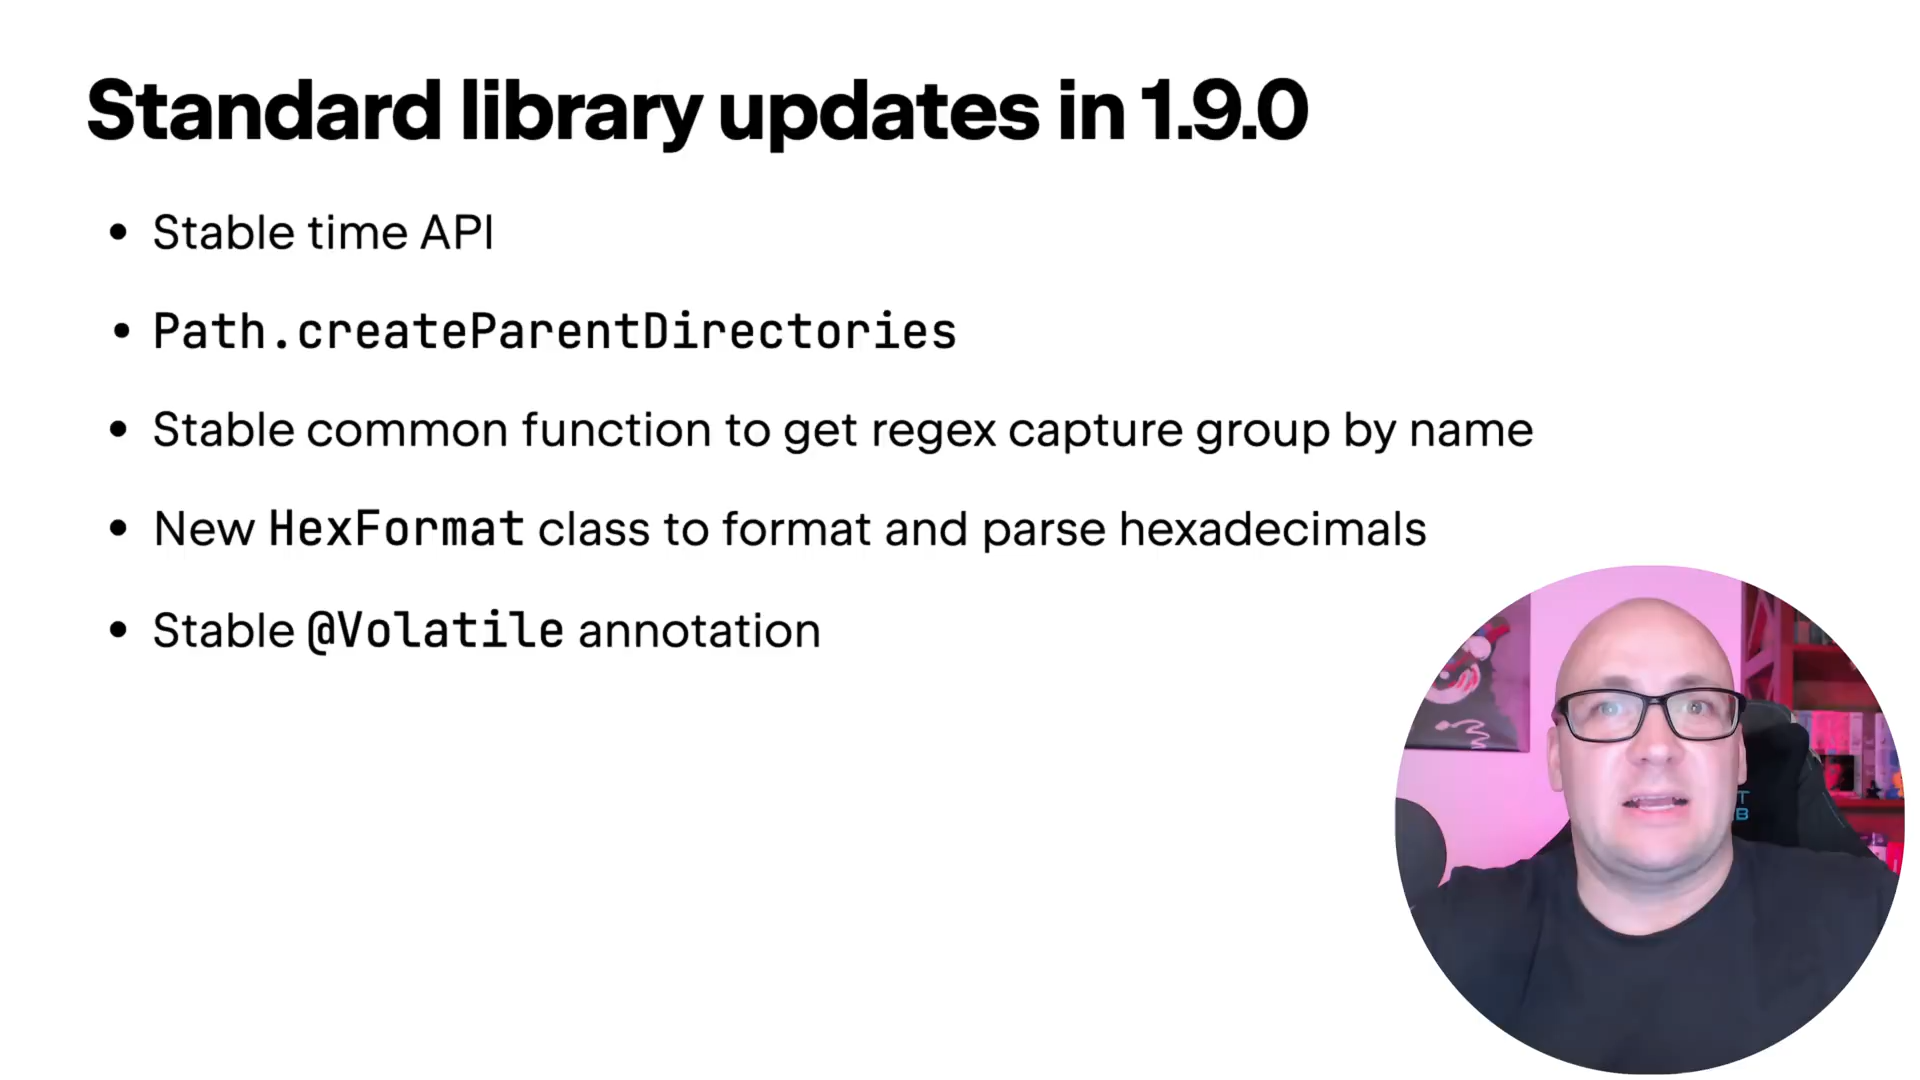 Standard library updates in 1.9.0
• Stable time API
• Path.createParentDirectories
• Stable common function to get regex capture group by name
• New HexFormat class to format and parse hexadecimals
• Stable @Volatile annotation
T
B